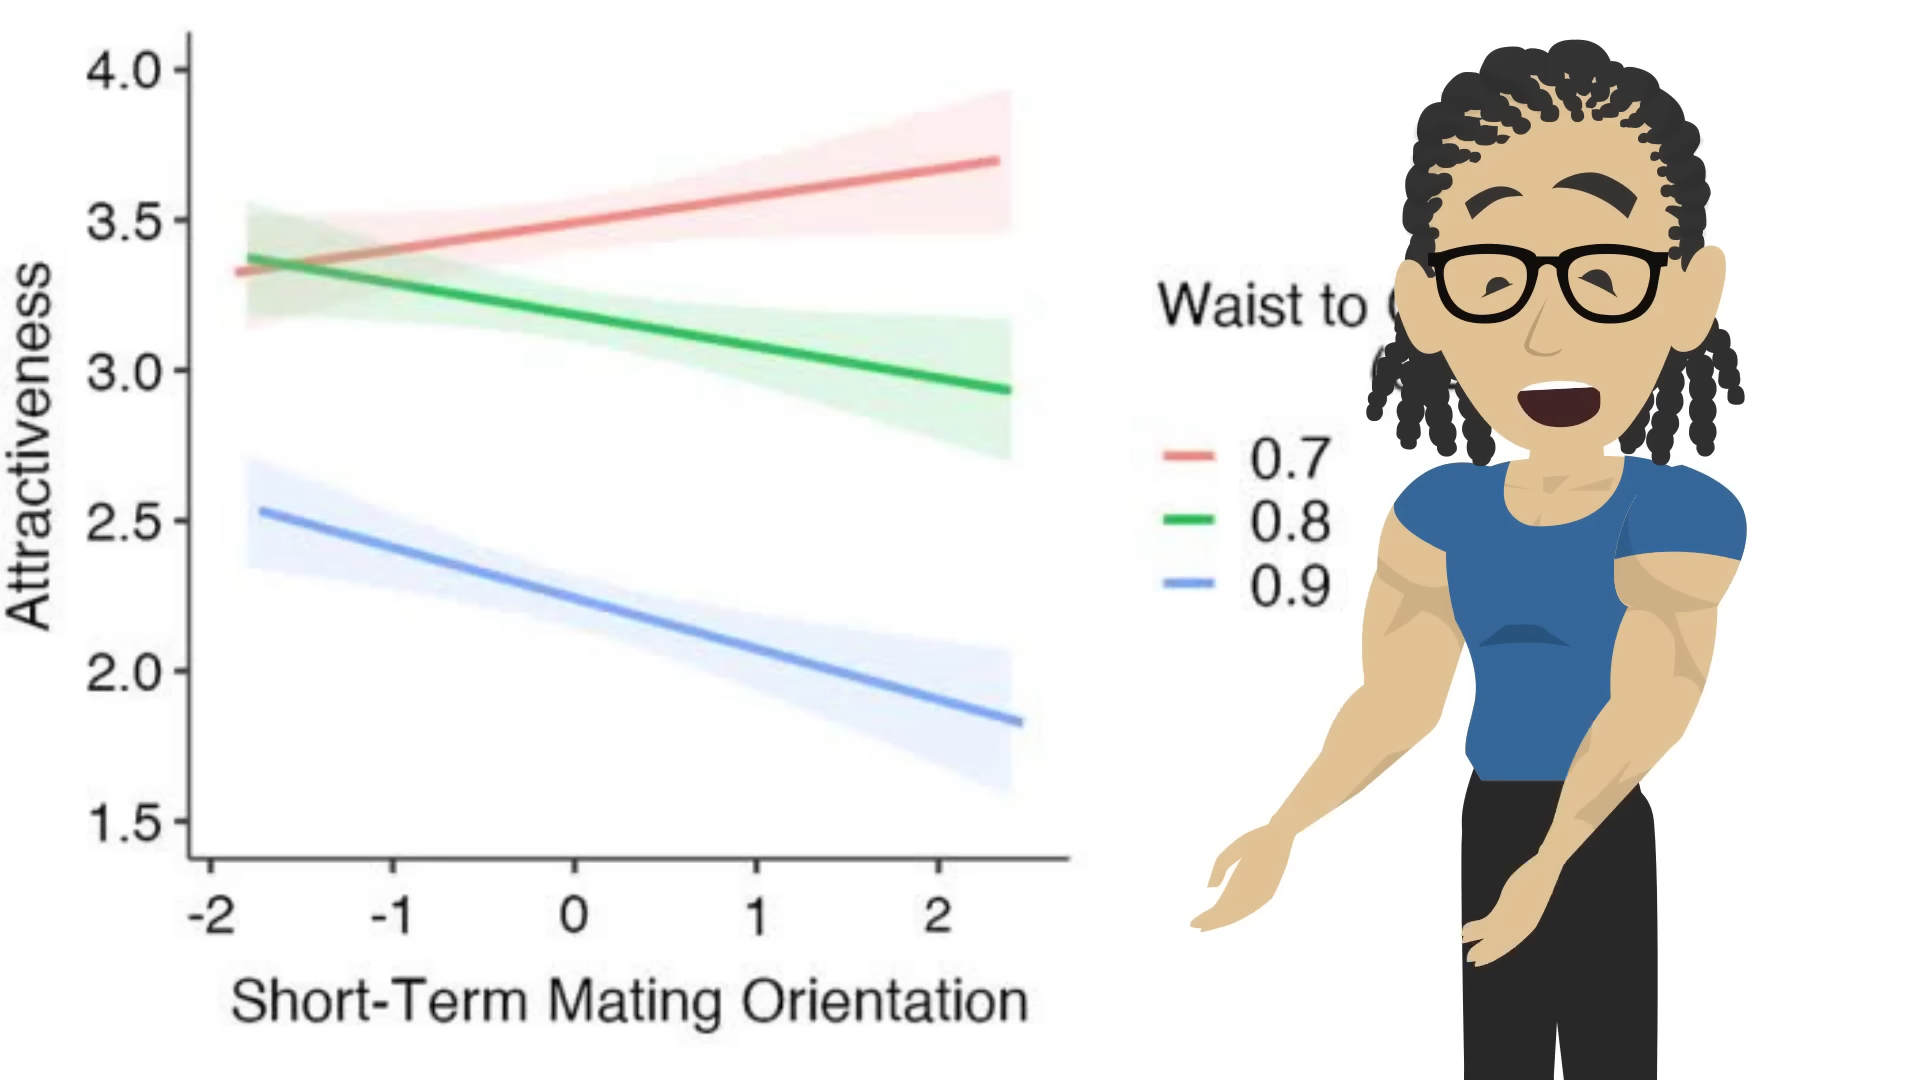 Attractiveness
4.0
3.5
3.0
2.5
2.0
1.5
-2 -1 0 1 2
Short-Term Mating Orientation
Waist to
0.7
0.8
0.9